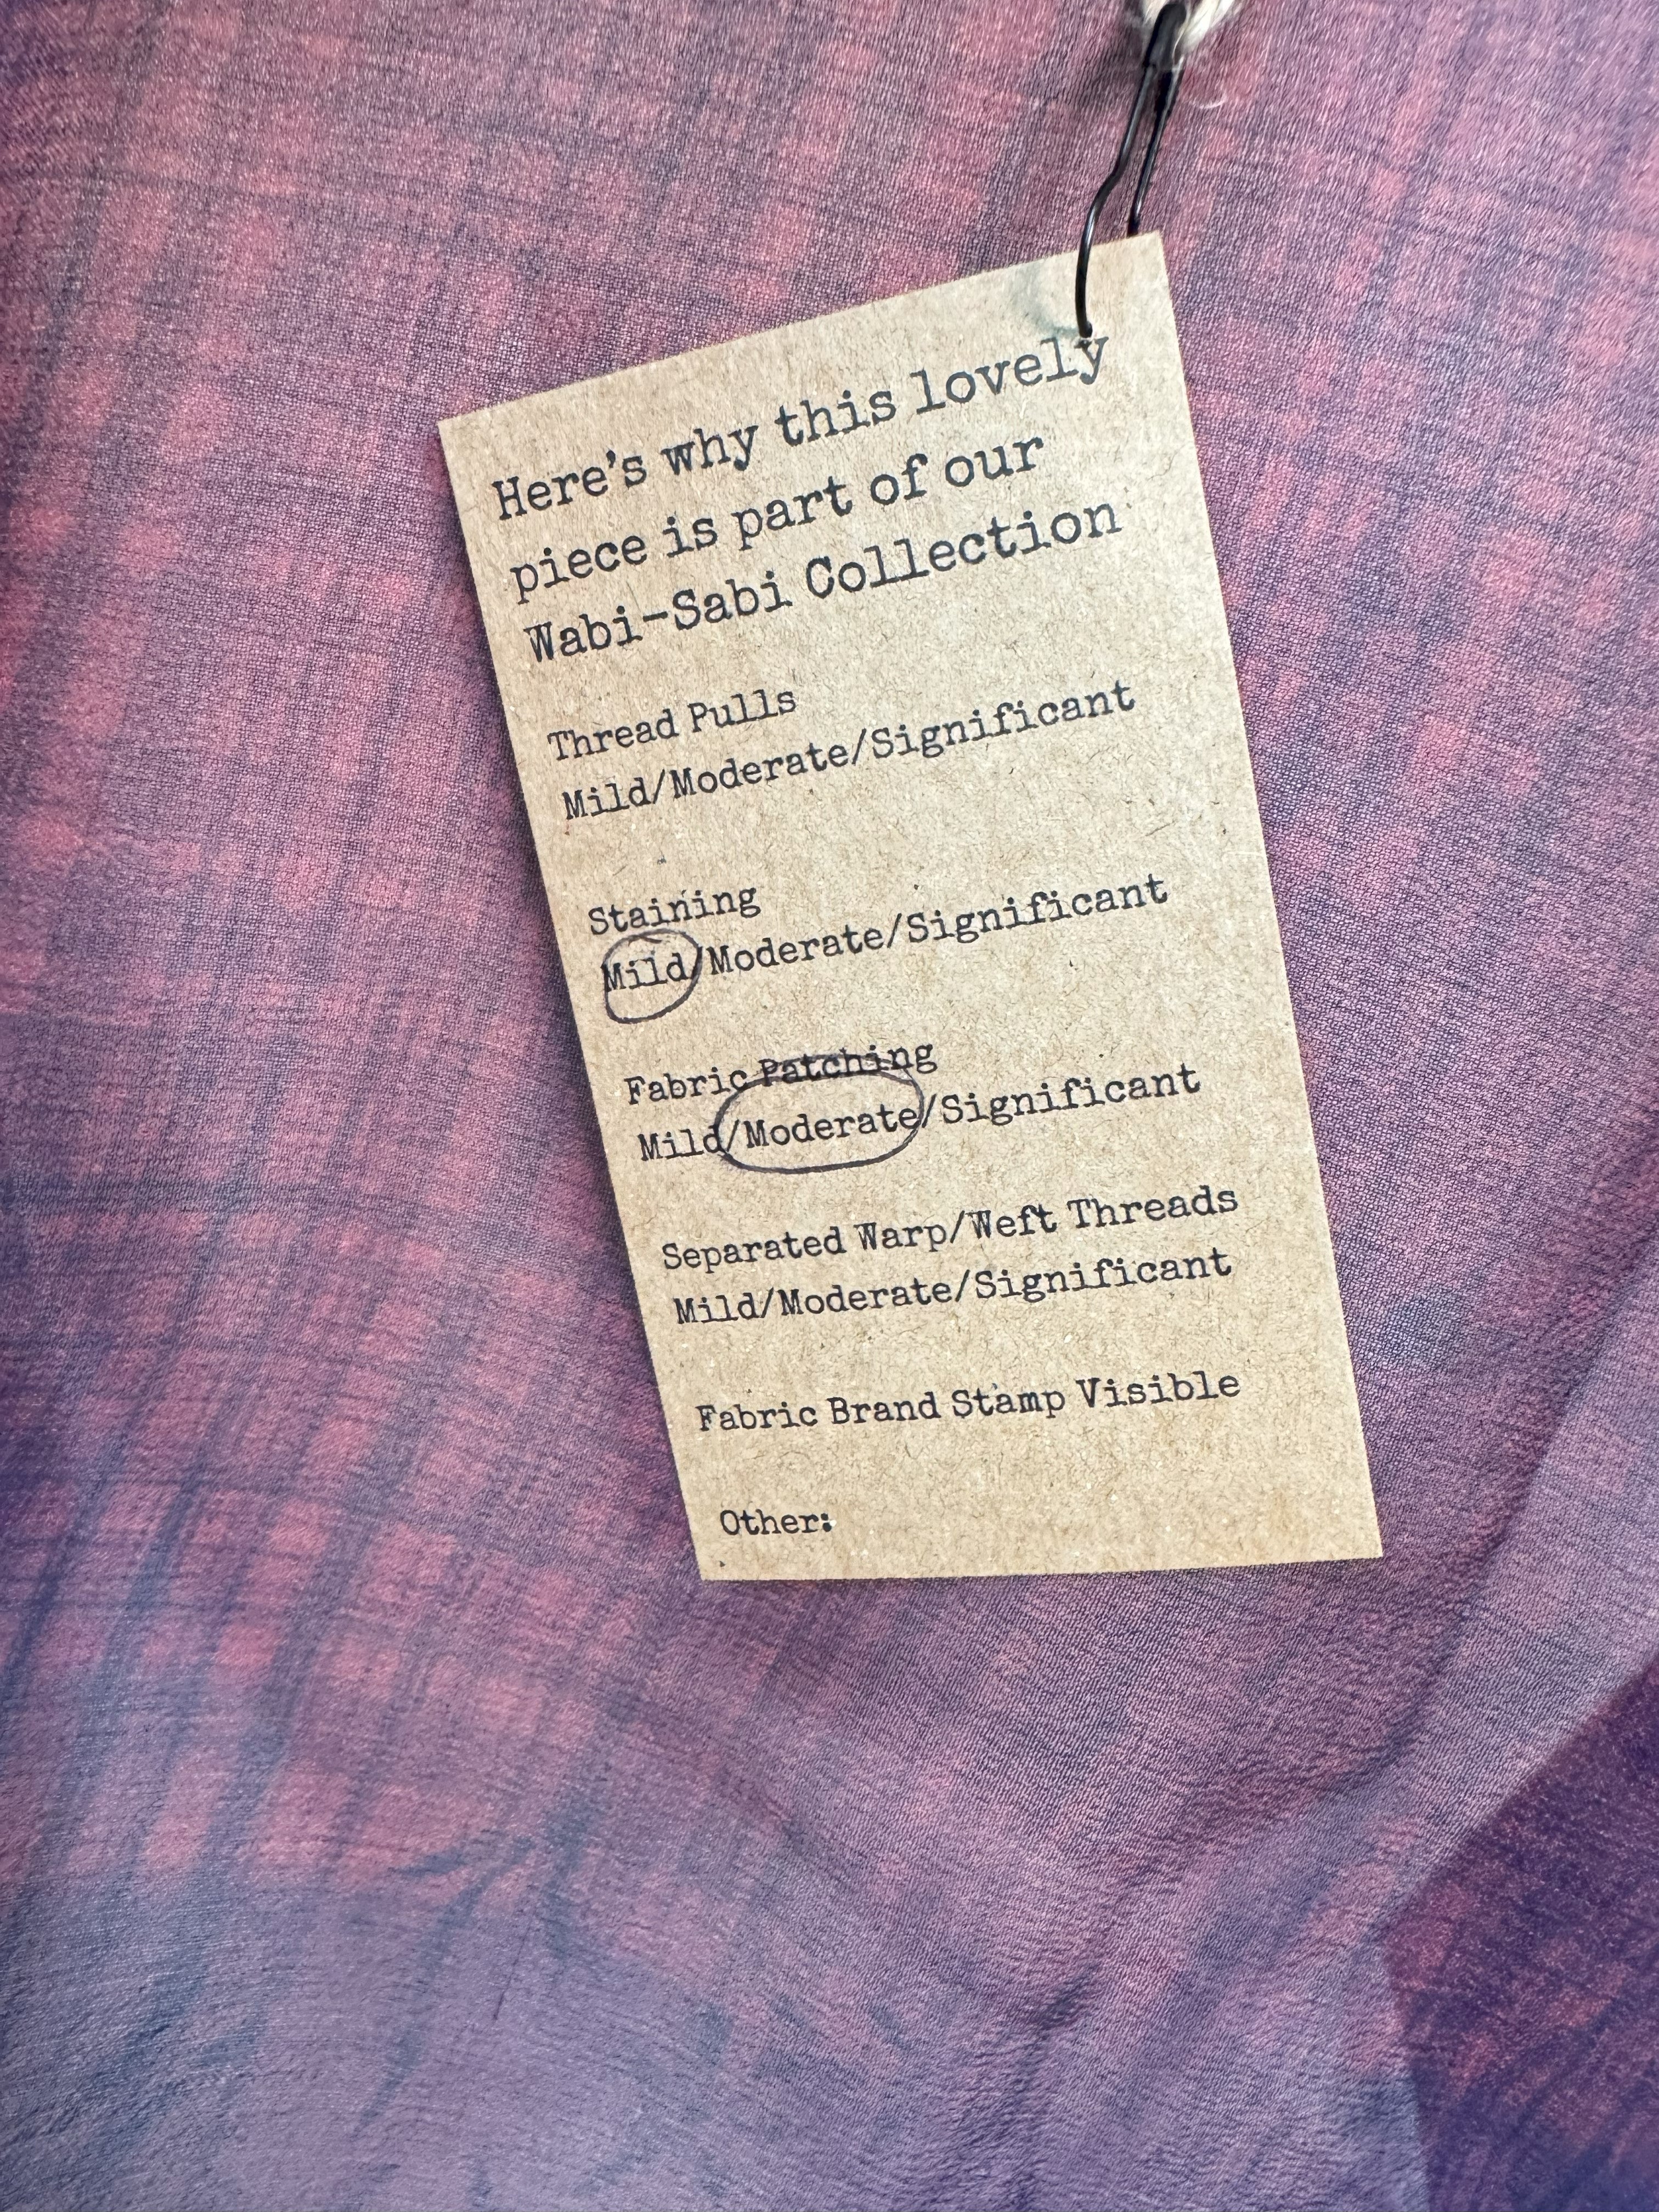 Here's why this lovely
piece is part of our
Wabi-Sabi Collection
Thread Pulls
Mild/Moderate/Significant
Staining
Mild/Moderate/Significant
Fabric Patching
Mild/Moderate/Significant
Separated Warp/Weft Threads
Mild/Moderate/Significant
Fabric Brand Stamp Visible
Other: